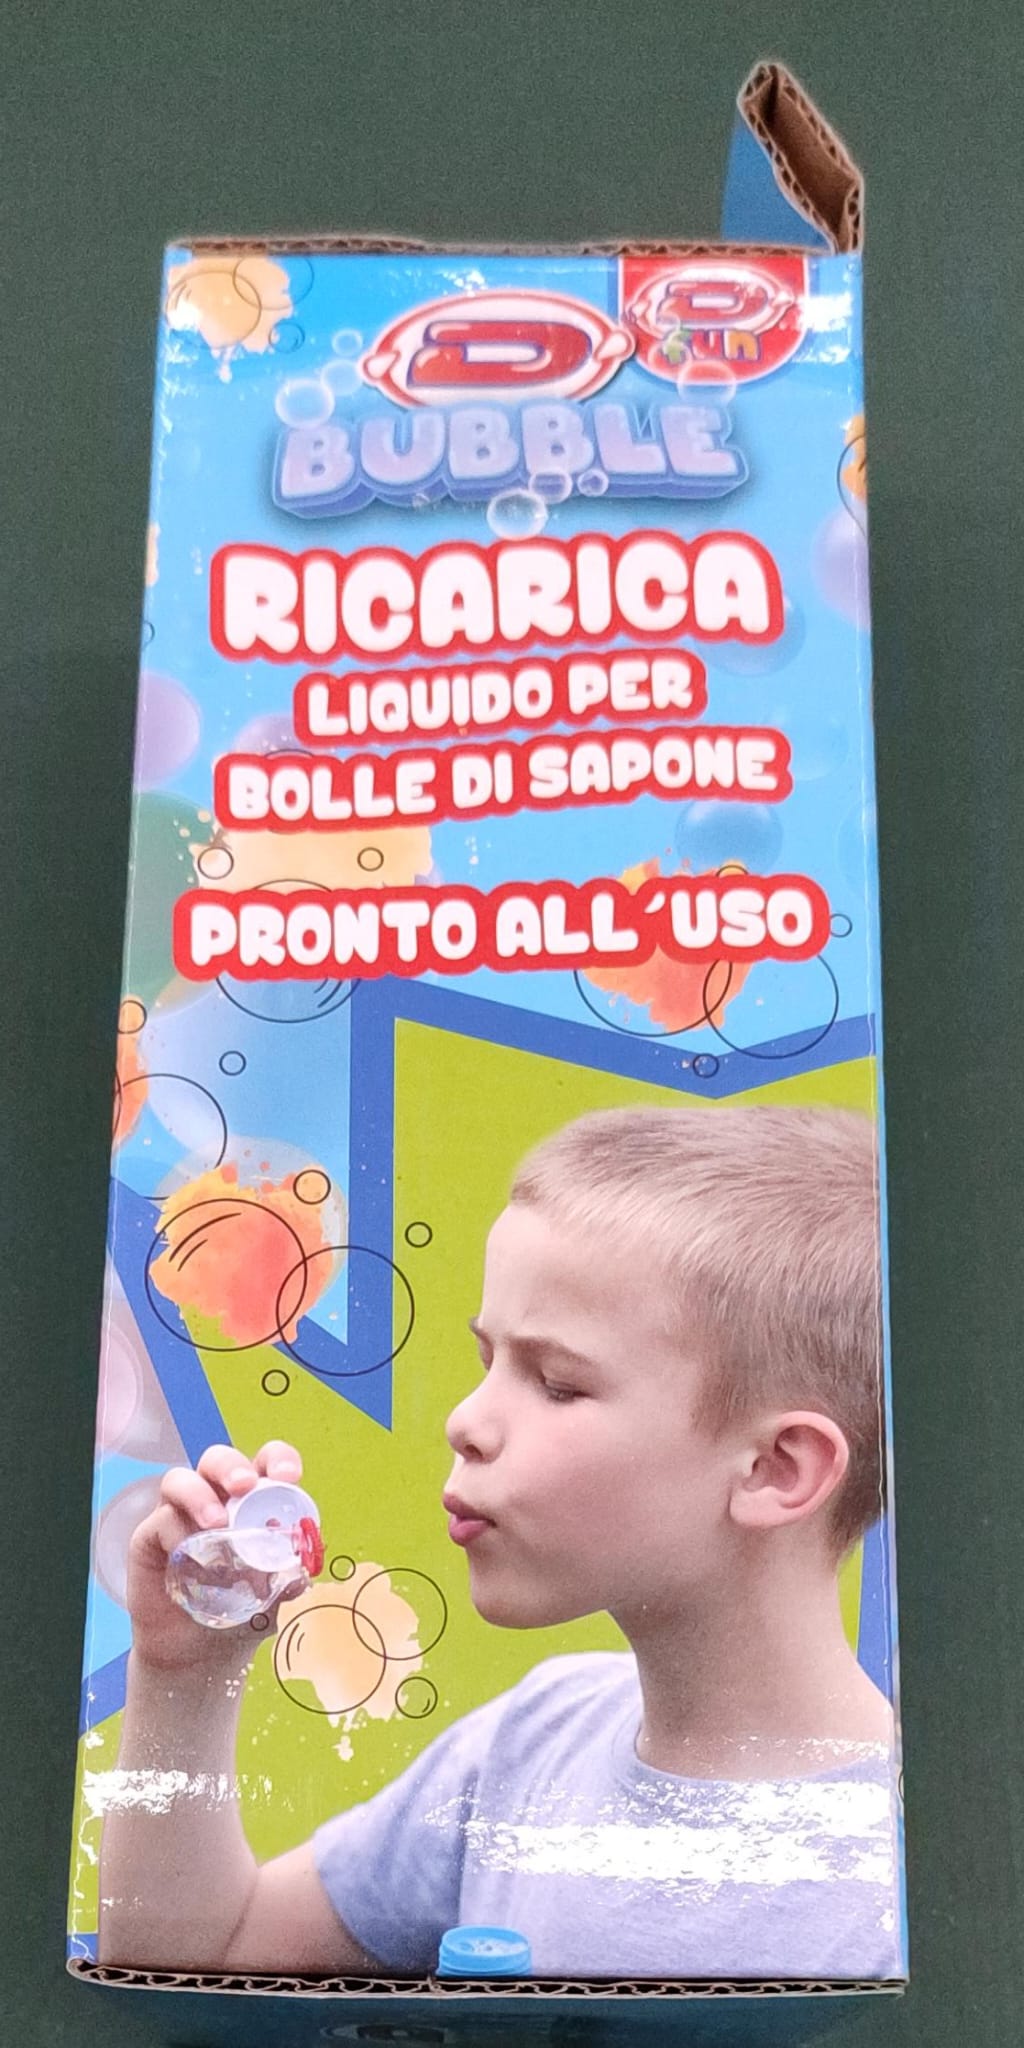 D
D
fun
BUBBLE
RICARICA
LIQUIDO PER
BOLLE DI SAPONE
PRONTO ALL'USO